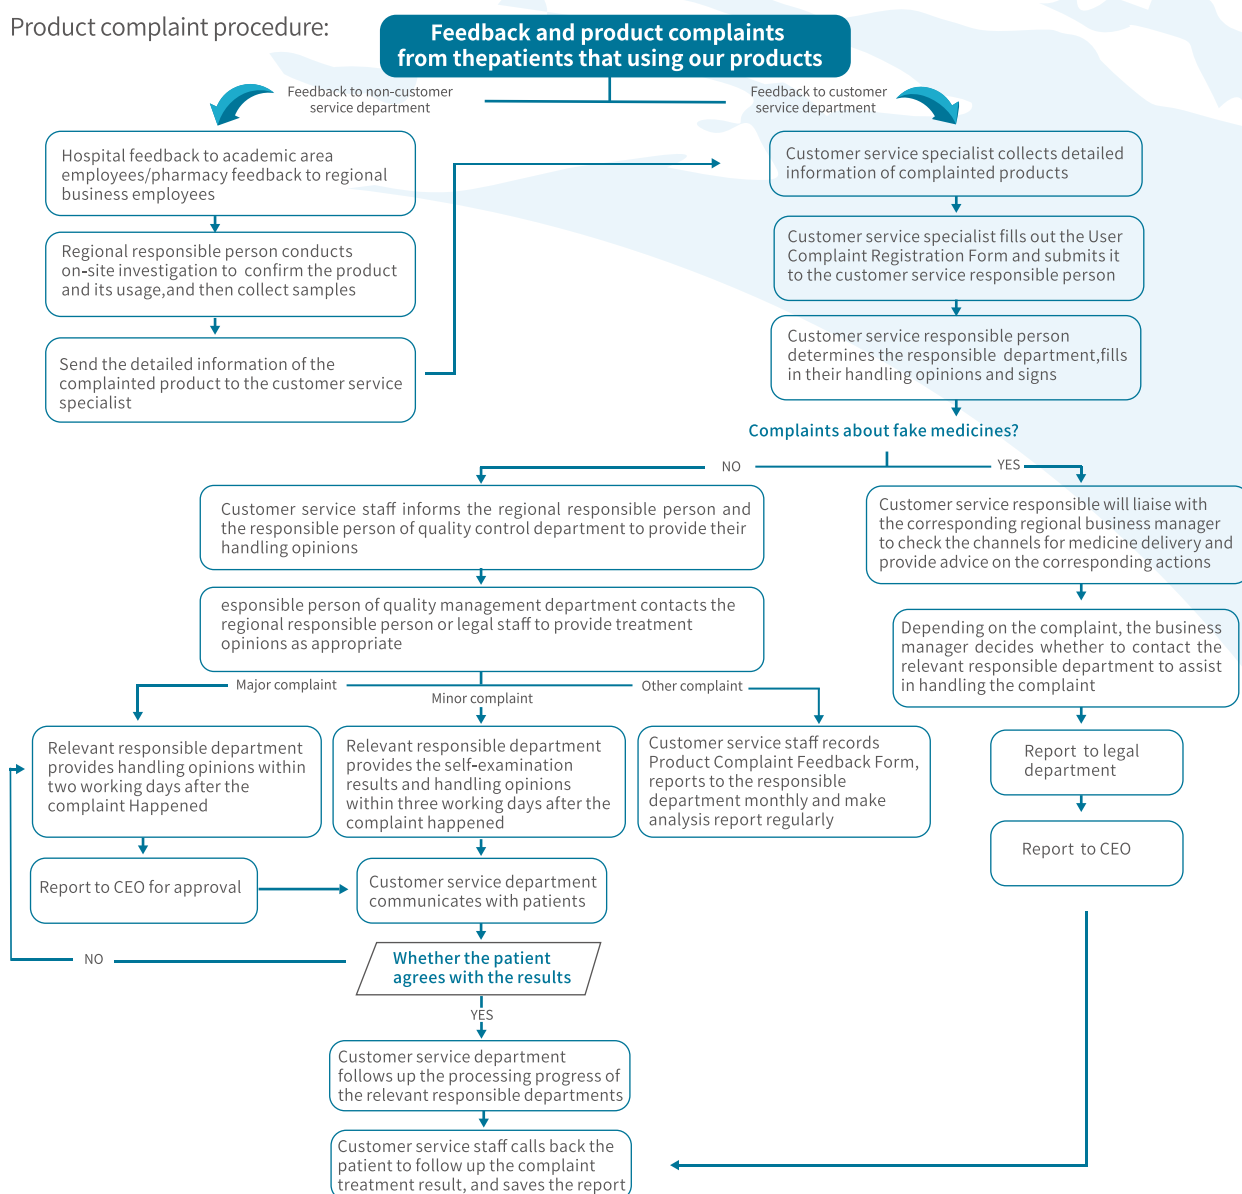 Product complaint procedure:
Feedback and product complaints
from thepatients that using our products
Feedback to non-customer
service department
Feedback to customer
service department
Hospital feedback to academic area
employees/pharmacy feedback to regional
business employees
Regional responsible person conducts
on-site investigation to confirm the product
and its usage,and then collect samples
Send the detailed information of the
complainted product to the customer service
specialist
Customer service specialist collects detailed
information of complainted products
Customer service specialist fills out the User
Complaint Registration Form and submits it
to the customer service responsible person
Customer service responsible person
determines the responsible department,fills
in their handling opinions and signs
Complaints about fake medicines?
NO
YES
Customer service staff informs the regional responsible person and
the responsible person of quality control department to provide their
handling opinions
esponsible person of quality management department contacts the
regional responsible person or legal staff to provide treatment
opinions as appropriate
Customer service responsible will liaise with
the corresponding regional business manager
to check the channels for medicine delivery and
provide advice on the corresponding actions
Depending on the complaint, the business
manager decides whether to contact the
relevant responsible department to assist
in handling the complaint
Report to legal
department
Report to CEO
Major complaint
Minor complaint
Other complaint
Relevant responsible department
provides handling opinions within
two working days after the
complaint Happened
Relevant responsible department
provides the self-examination
results and handling opinions
within three working days after the
complaint happened
Customer service staff records
Product Complaint Feedback Form,
reports to the responsible
department monthly and make
analysis report regularly
Report to CEO for approval
Customer service department
communicates with patients
Whether the patient
agrees with the results
NO
YES
Customer service department
follows up the processing progress of
the relevant responsible departments
Customer service staff calls back the
patient to follow up the complaint
treatment result, and saves the report